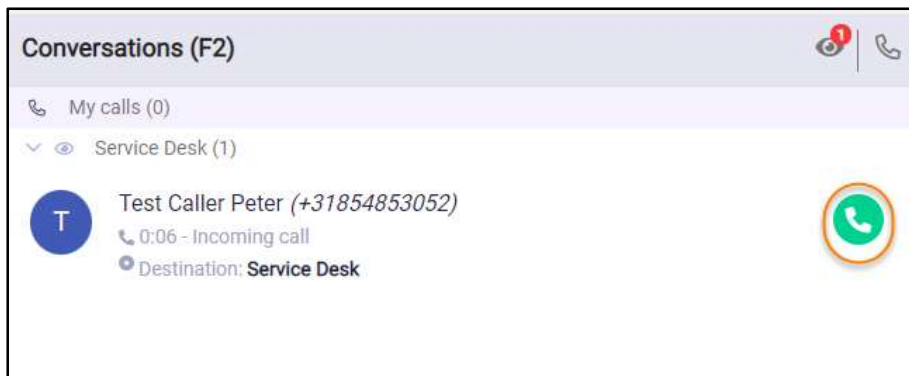 Conversations (F2)
1
My calls (0)
Service Desk (1)
T
Test Caller Peter (+31854853052)
0:06 - Incoming call
Destination: Service Desk